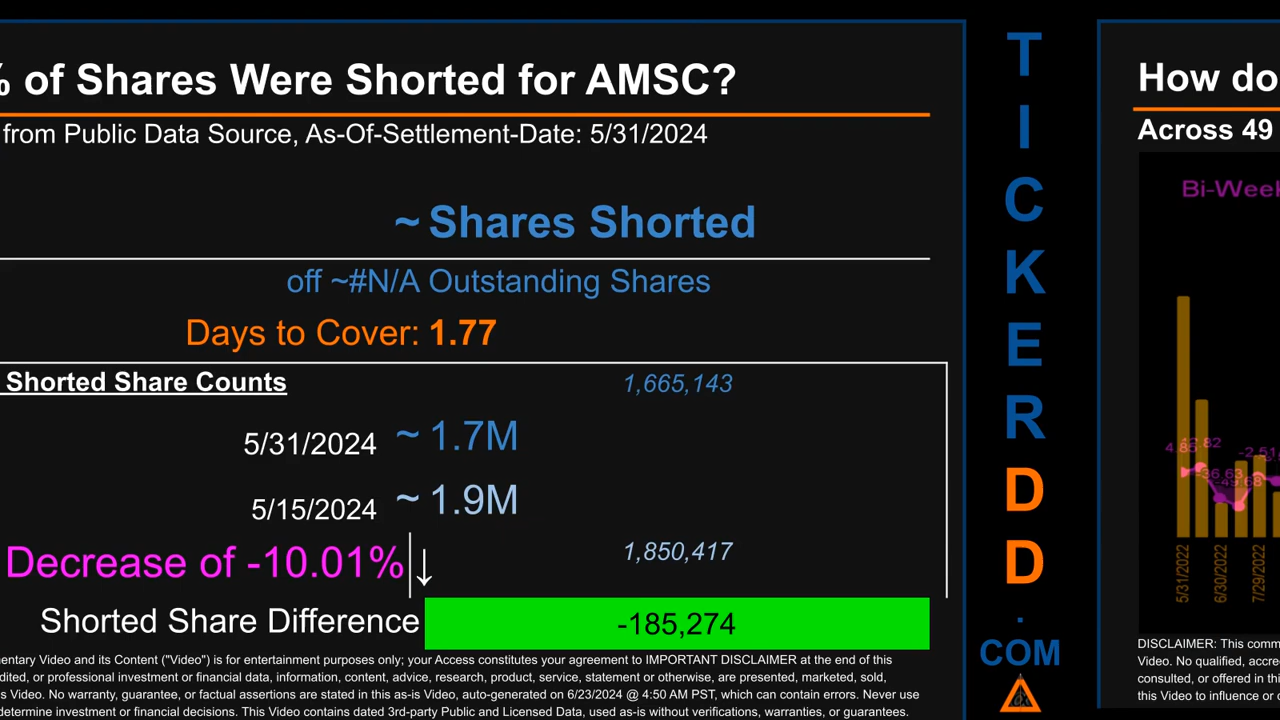 % of Shares Were Shorted for AMSC?
from Public Data Source, As-Of-Settlement-Date: 5/31/2024
~ Shares Shorted
off ~#N/A Outstanding Shares
Days to Cover: 1.77
Shorted Share Counts
1,665,143
5/31/2024 ~ 1.7M
5/15/2024 ~ 1.9M
Decrease of -10.01% ↓
1,850,417
Shorted Share Difference -185,274
mentary Video and its Content ("Video") is for entertainment purposes only; your Access constitutes your agreement to IMPORTANT DISCLAIMER at the end of this
dited, or professional investment or financial data, information, content, advice, research, product, service, statement or otherwise, are presented, marketed, sold,
s Video. No warranty, guarantee, or factual assertions are stated in this as-is Video, auto-generated on 6/23/2024 @ 4:50 AM PST, which can contain errors. Never use
determine investment or financial decisions. This Video contains dated 3rd-party Public and Licensed Data, used as-is without verifications, warranties, or guarantees.
T
I
C
K
E
R
D
D
.
COM
How do
Across 49
Bi-Week
4.86
-36.63
-49.68
5/31/2022
6/30/2022
7/29/2022
DISCLAIMER: This comm
Video. No qualified, accre
consulted, or offered in thi
this Video to influence or d